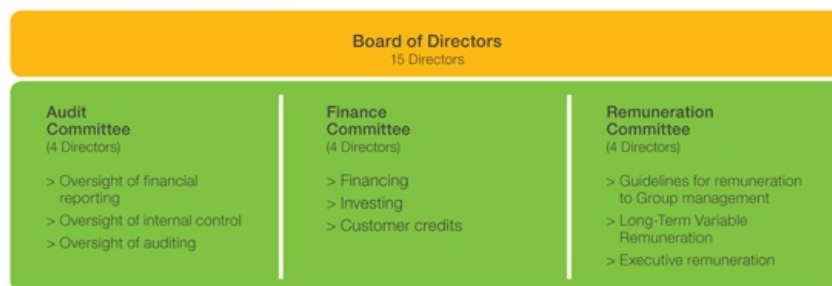 Board of Directors
15 Directors
Audit
Committee
(4 Directors)
> Oversight of financial
reporting
> Oversight of internal control
> Oversight of auditing
Finance
Committee
(4 Directors)
> Financing
> Investing
> Customer credits
Remuneration
Committee
(4 Directors)
> Guidelines for remuneration
to Group management
> Long-Term Variable
Remuneration
> Executive remuneration